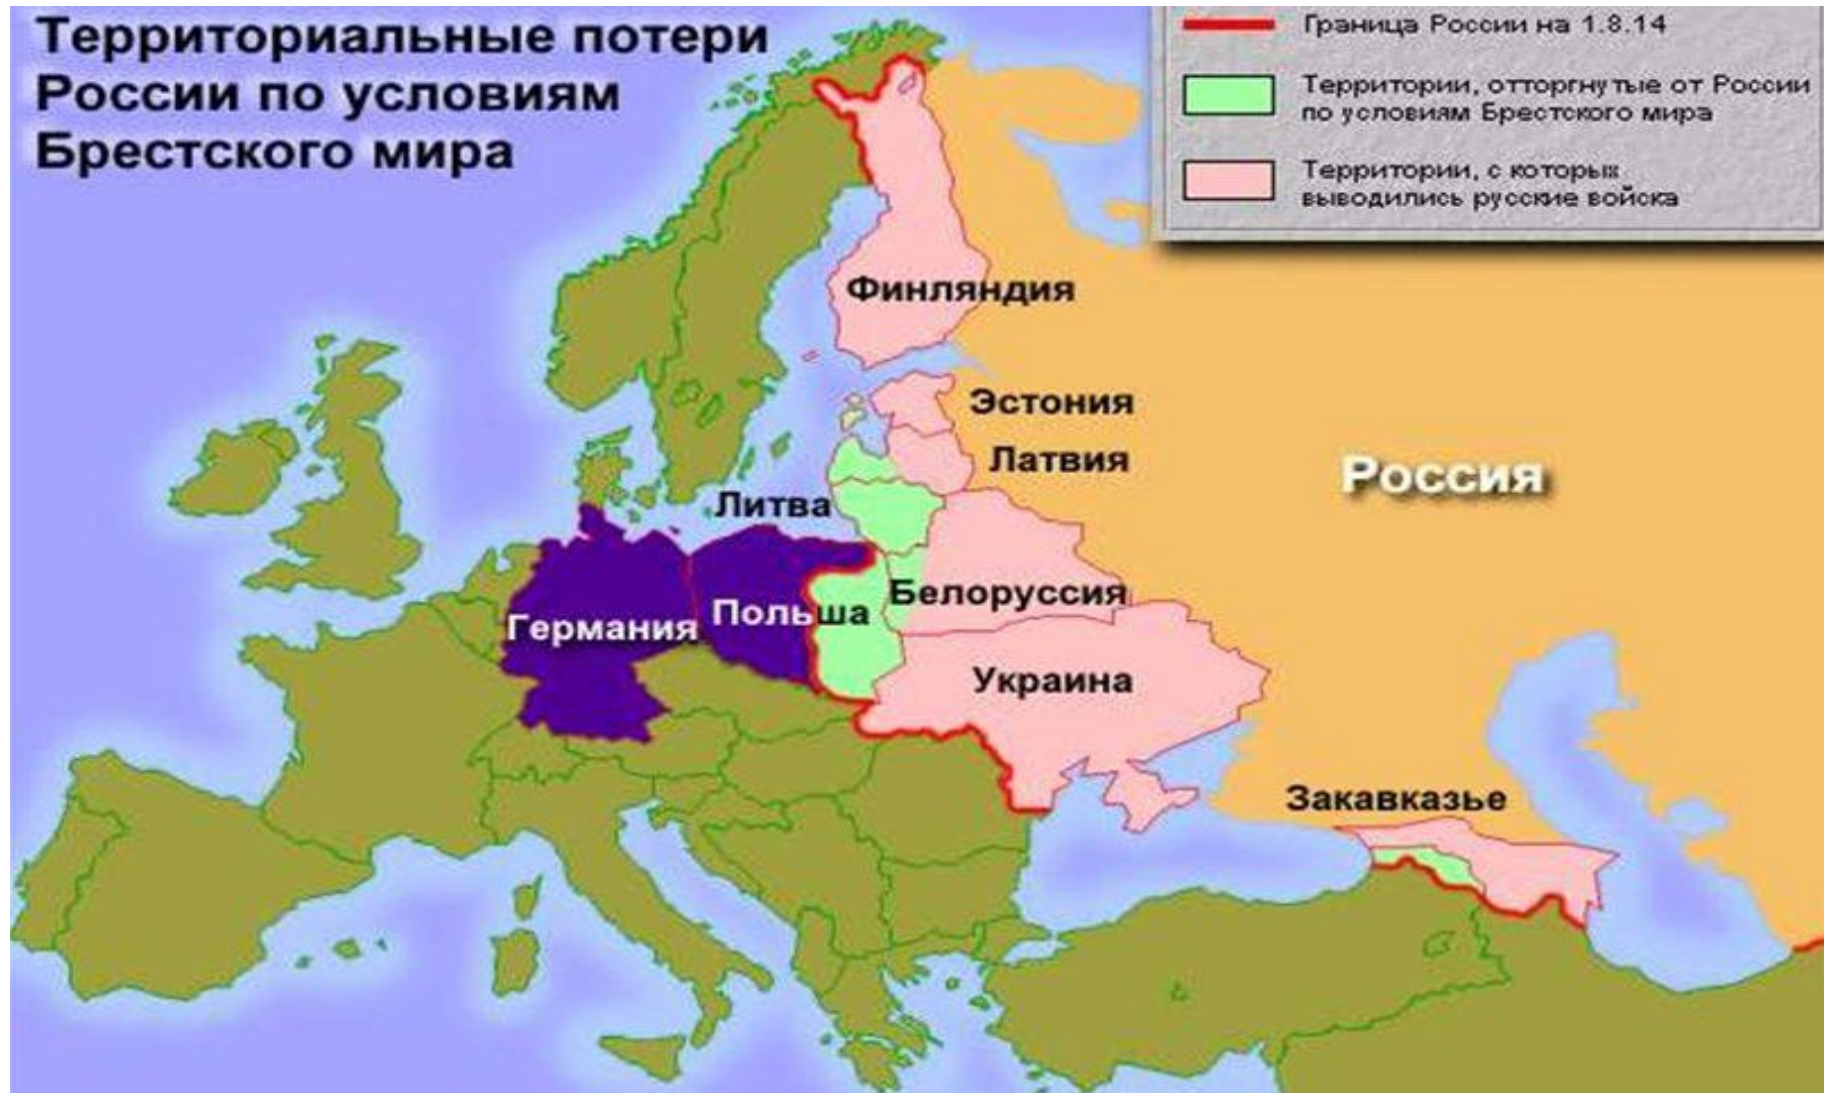 Территориальные потери
России по условиям
Брестского мира
Граница России на 1.8.14
Территории, отторгнутые от России
по условиям Брестского мира
Территории, с которых
выводились русские войска
Финляндия
Эстония
Латвия
Россия
Литва
Белоруссия
Польша
Германия
Украина
Закавказье